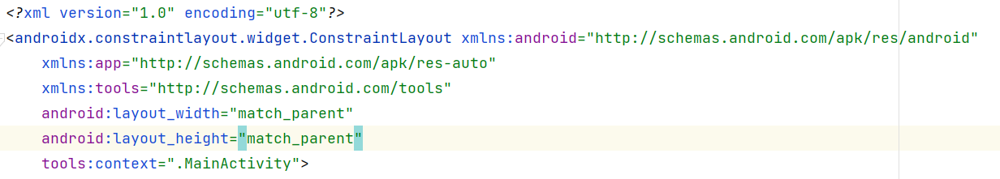 <?xml version="1.0" encoding="utf-8"?>
<androidx.constraintlayout.widget.ConstraintLayout xmlns:android="http://schemas.android.com/apk/res/android"
    xmlns:app="http://schemas.android.com/apk/res-auto"
    xmlns:tools="http://schemas.android.com/tools"
    android:layout_width="match_parent"
    android:layout_height="match_parent"
    tools:context=".MainActivity">